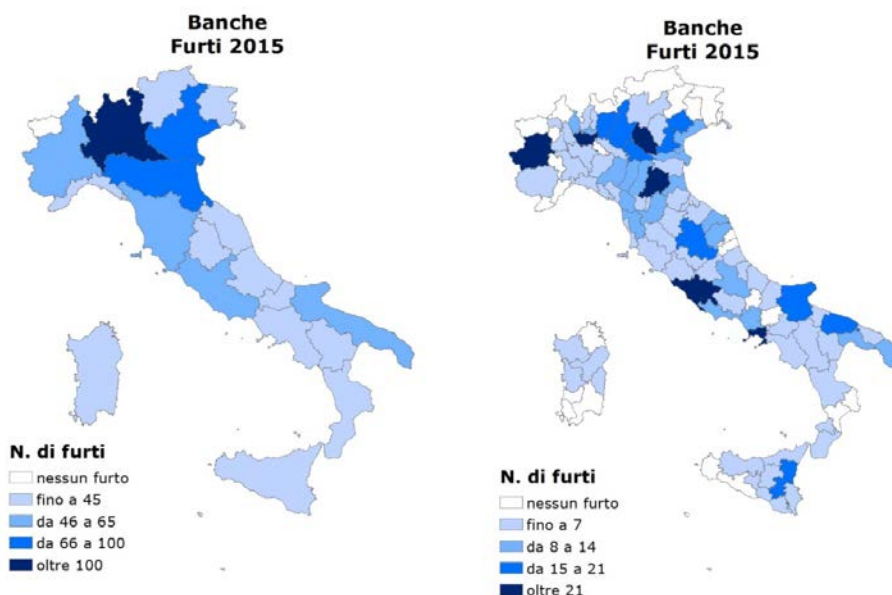 Banche
Furti 2015
N. di furti
nessun furto
fino a 45
da 46 a 65
da 66 a 100
oltre 100
Banche
Furti 2015
N. di furti
nessun furto
fino a 7
da 8 a 14
da 15 a 21
oltre 21